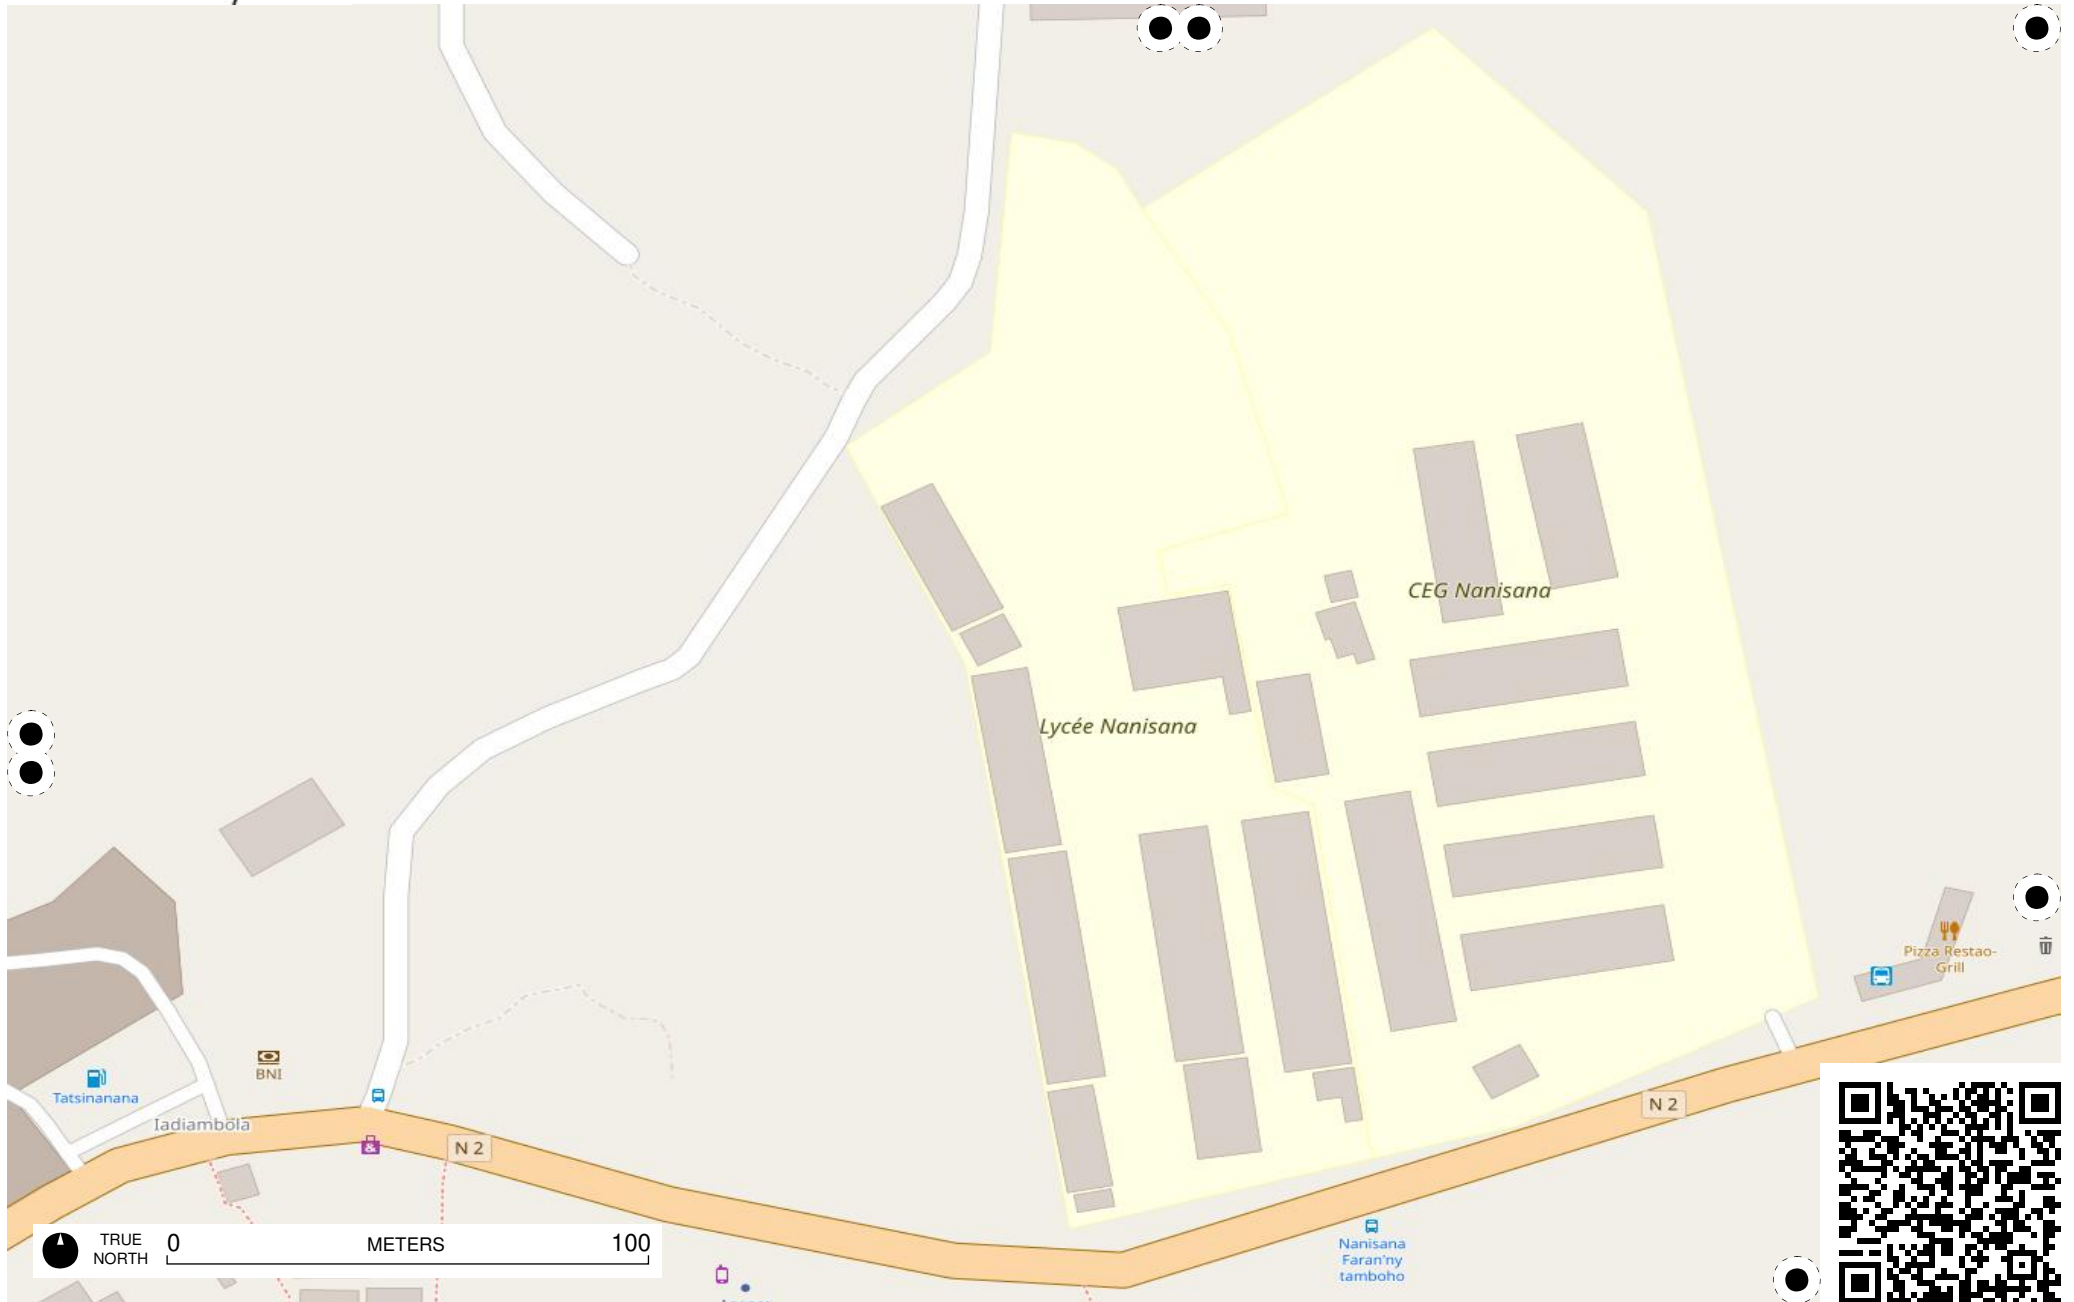 CEG Nanisana
Lycée Nanisana
Pizza Restao-
Grill
BNI
Tatsinanana
Iadiambola
N 2
N 2
Nanisana
Faran'ny
tamboho
TRUE
NORTH
0
METERS
100